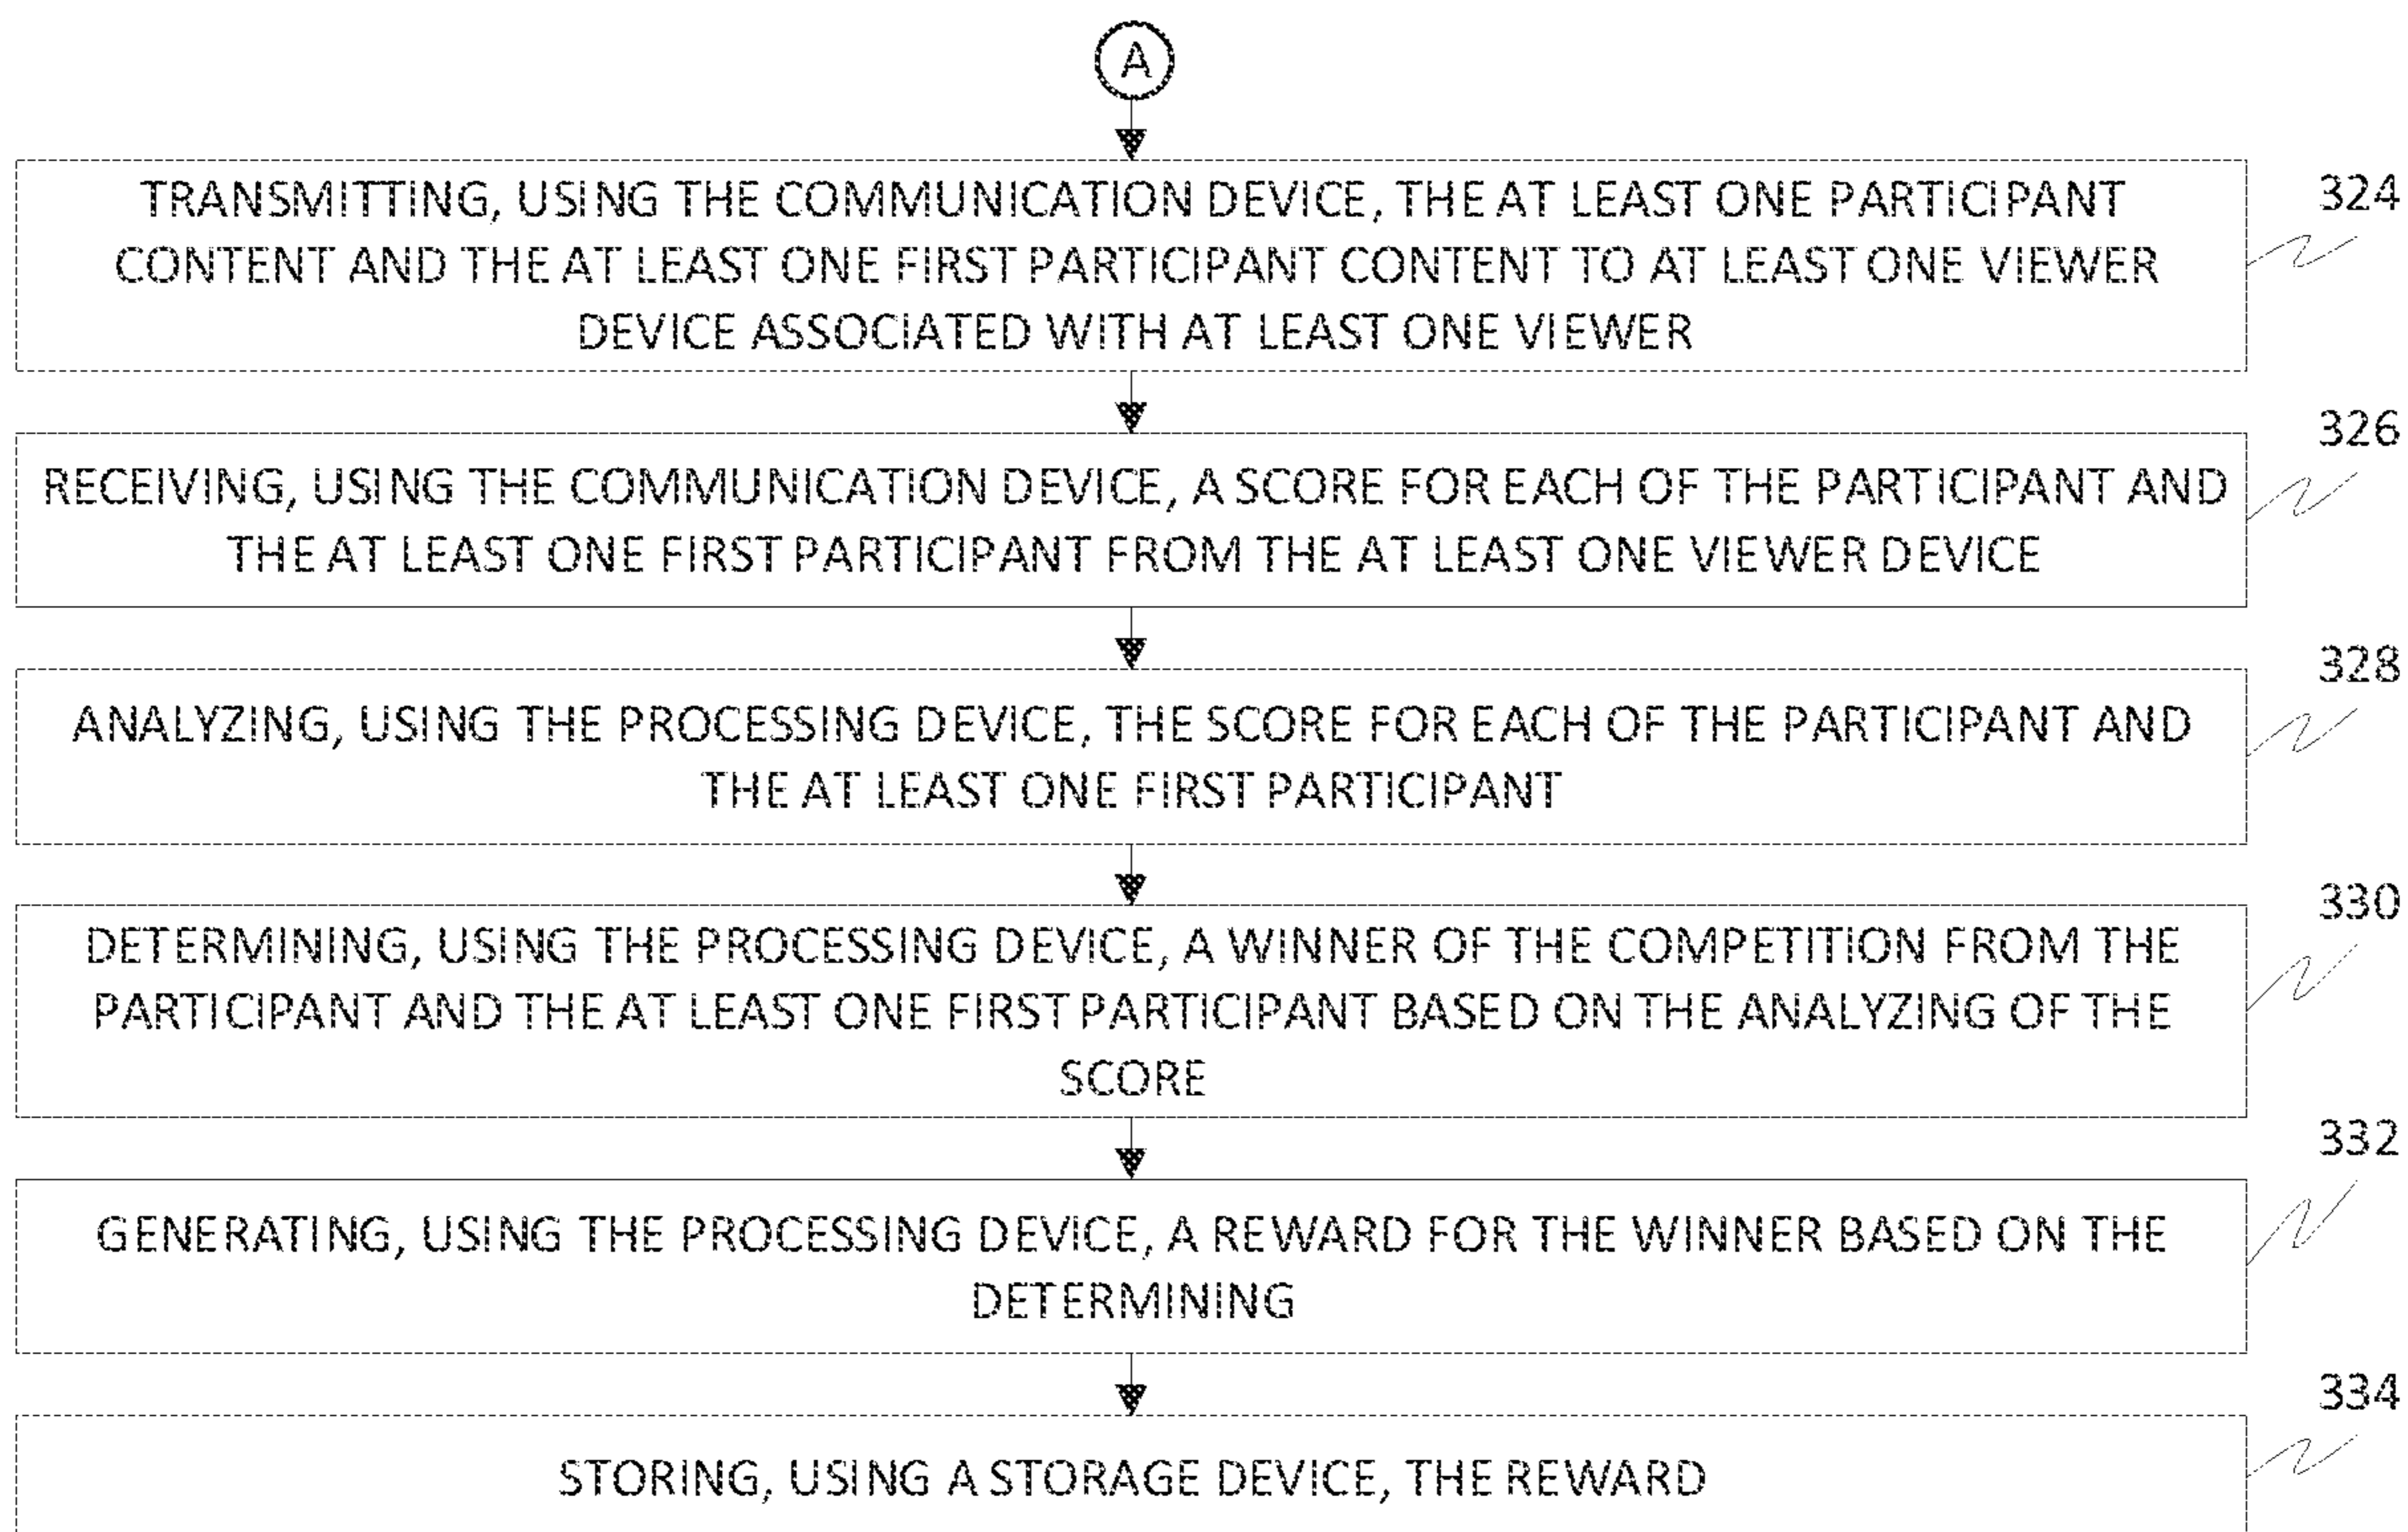 A
TRANSMITTING, USING THE COMMUNICATION DEVICE, THE AT LEAST ONE PARTICIPANT
CONTENT AND THE AT LEAST ONE FIRST PARTICIPANT CONTENT TO AT LEAST ONE VIEWER
DEVICE ASSOCIATED WITH AT LEAST ONE VIEWER
324
RECEIVING, USING THE COMMUNICATION DEVICE, A SCORE FOR EACH OF THE PARTICIPANT AND
THE AT LEAST ONE FIRST PARTICIPANT FROM THE AT LEAST ONE VIEWER DEVICE
326
ANALYZING, USING THE PROCESSING DEVICE, THE SCORE FOR EACH OF THE PARTICIPANT AND
THE AT LEAST ONE FIRST PARTICIPANT
328
DETERMINING, USING THE PROCESSING DEVICE, A WINNER OF THE COMPETITION FROM THE
PARTICIPANT AND THE AT LEAST ONE FIRST PARTICIPANT BASED ON THE ANALYZING OF THE
SCORE
330
GENERATING, USING THE PROCESSING DEVICE, A REWARD FOR THE WINNER BASED ON THE
DETERMINING
332
STORING, USING A STORAGE DEVICE, THE REWARD
334